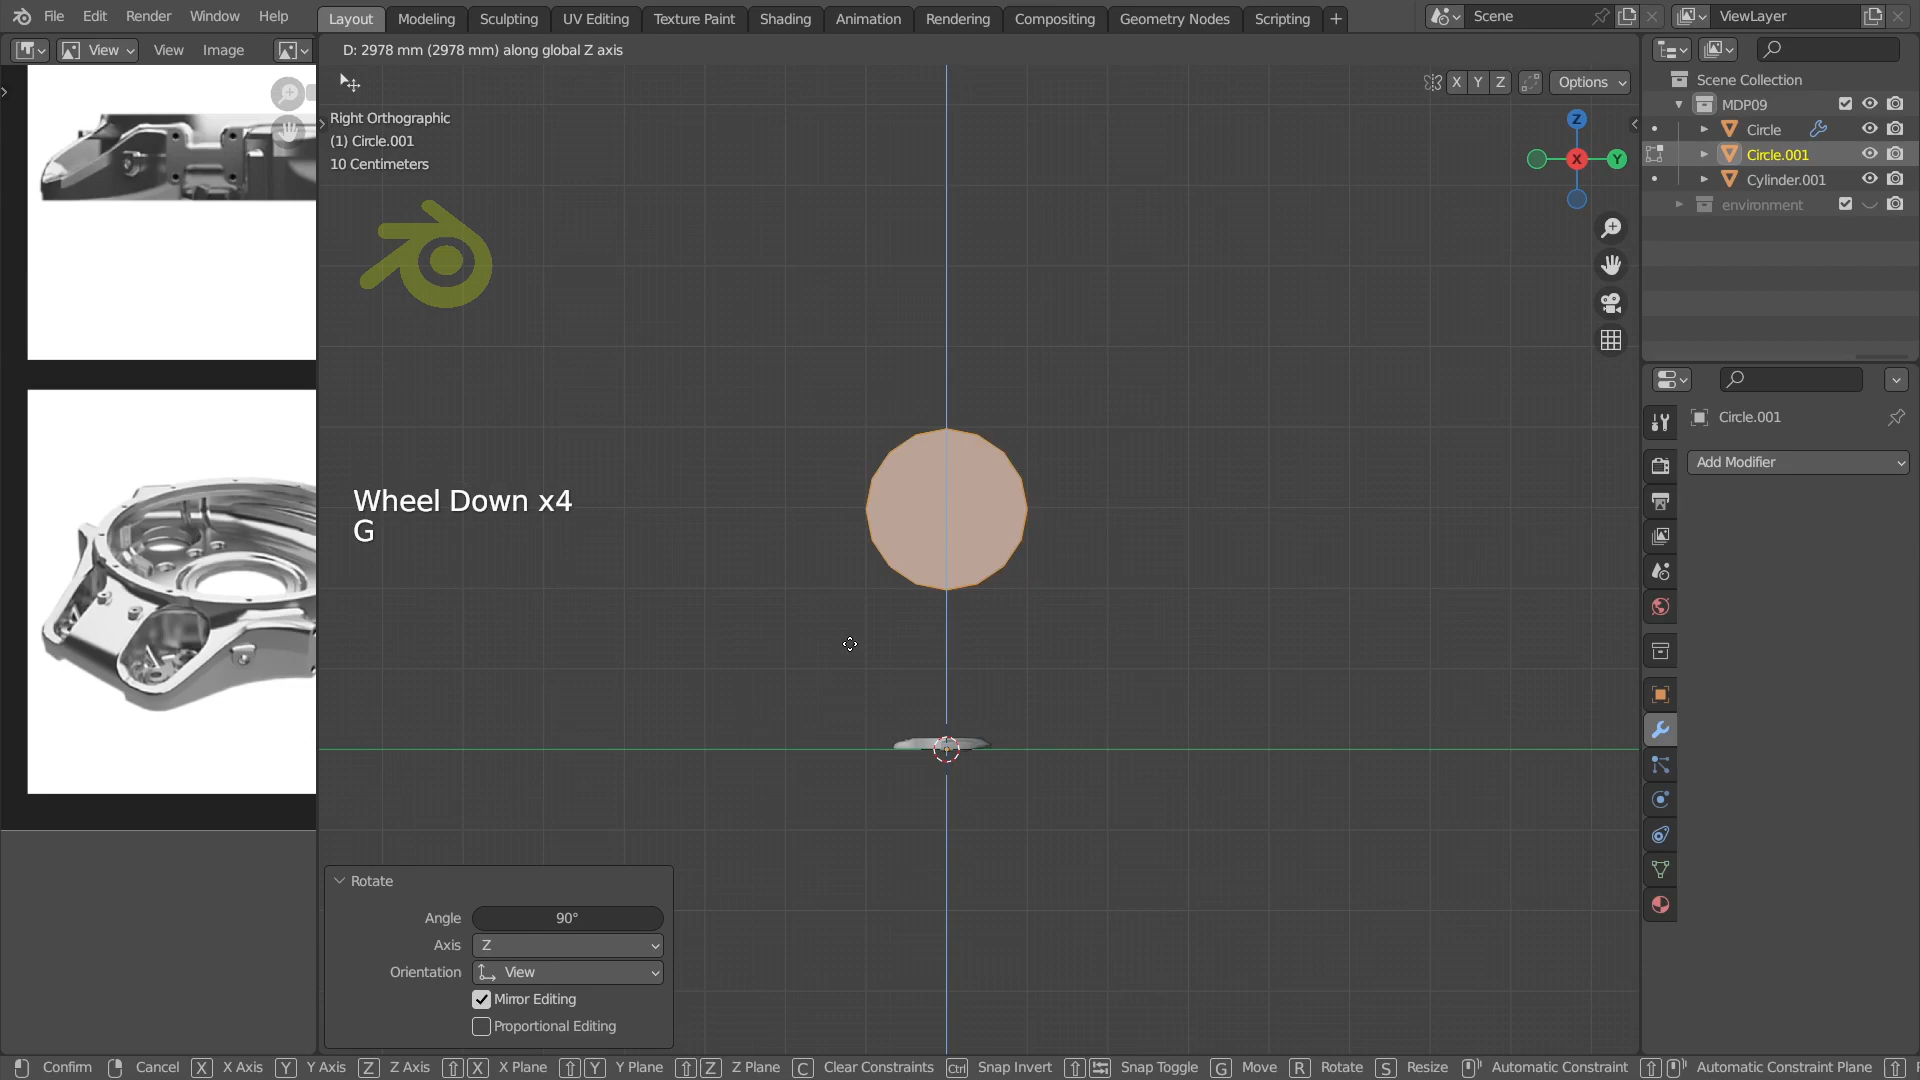 File Edit Render Window Help Layout Modeling Sculpting UV Editing Texture Paint Shading Animation Rendering Compositing Geometry Nodes Scripting + Scene ViewLayer
View View Image
D: 2978 mm (2978 mm) along global Z axis
X Y Z Options
Right Orthographic
(1) Circle.001
10 Centimeters
Z
X
Y
Wheel Down x4
G
Scene Collection
MDP09
Circle
Circle.001
Cylinder.001
environment
Circle.001
Add Modifier
Rotate
Angle 90°
Axis Z
Orientation View
Mirror Editing
Proportional Editing
Confirm Cancel X X Axis Y Y Axis Z Z Axis X X Plane Y Y Plane Z Z Plane C Clear Constraints Ctrl Snap Invert Snap Toggle G Move R Rotate S Resize Automatic Constraint Automatic Constraint Plane